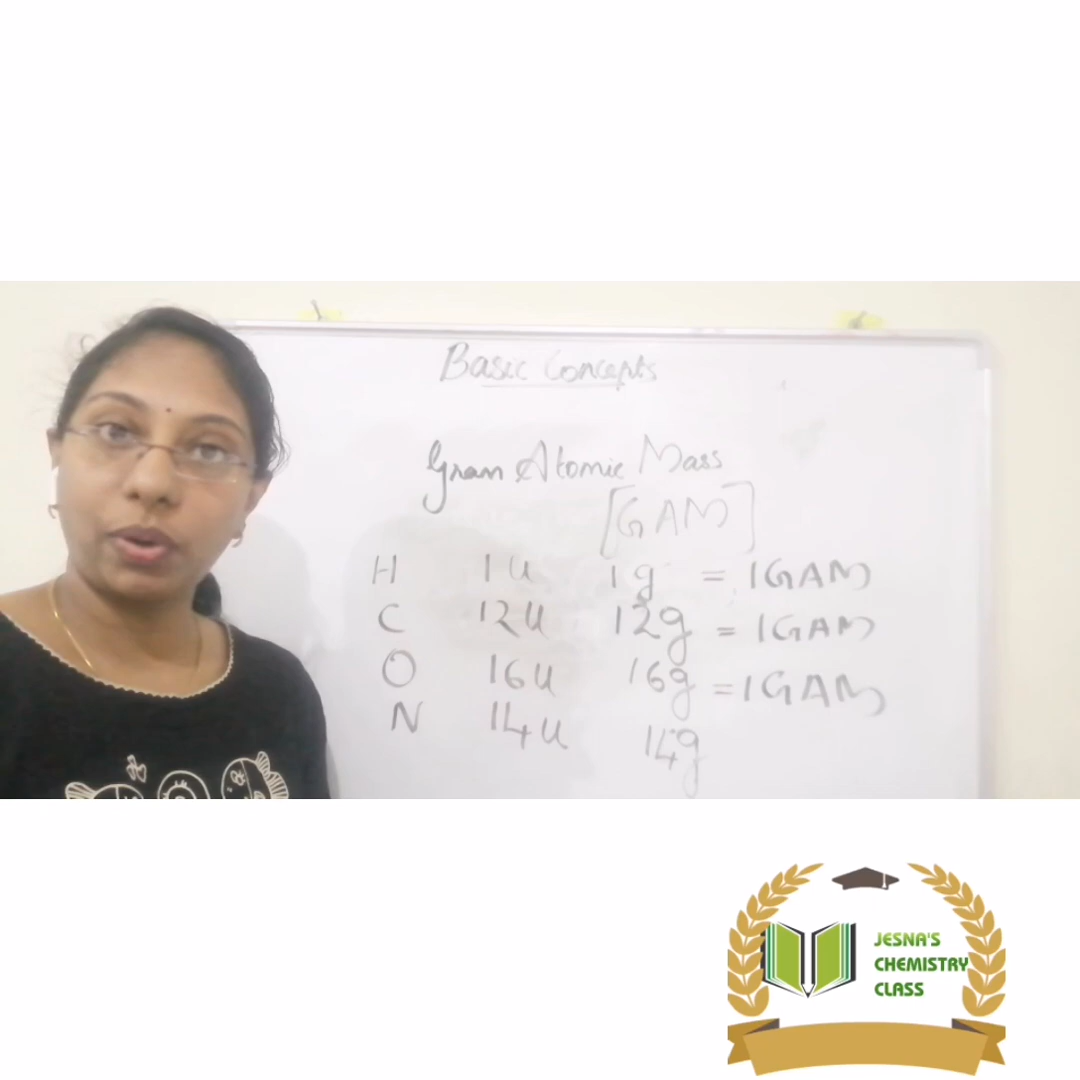 Basic Concepts
Gram Atomic Mass
[GAM]
H 1u 1g = 1GAM
C 12u 12g = 1GAM
O 16u 16g = 1GAM
N 14u 14g
JESNA'S
CHEMISTRY
CLASS